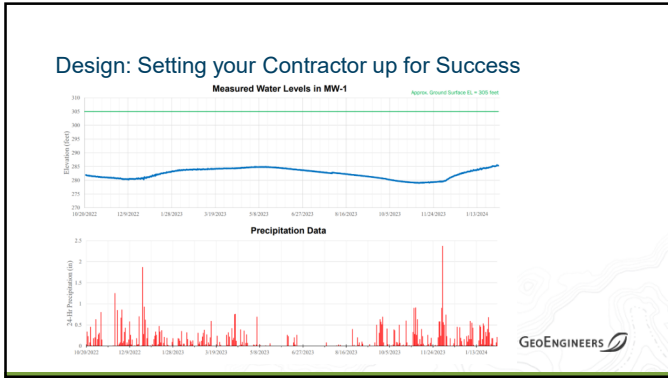 Design: Setting your Contractor up for Success
Measured Water Levels in MW-1
Approx. Ground Surface EL = 305 feet
Elevation (feet)
310
305
300
295
290
285
280
275
270
10/20/2022 12/9/2022 1/28/2023 3/19/2023 5/8/2023 6/27/2023 8/16/2023 10/5/2023 11/24/2023 1/13/2024
Precipitation Data
24-Hr Precipitation (in)
2.5
2
1.5
1
0.5
0
10/20/2022 12/9/2022 1/28/2023 3/19/2023 5/8/2023 6/27/2023 8/16/2023 10/5/2023 11/24/2023 1/13/2024
GEOENGINEERS